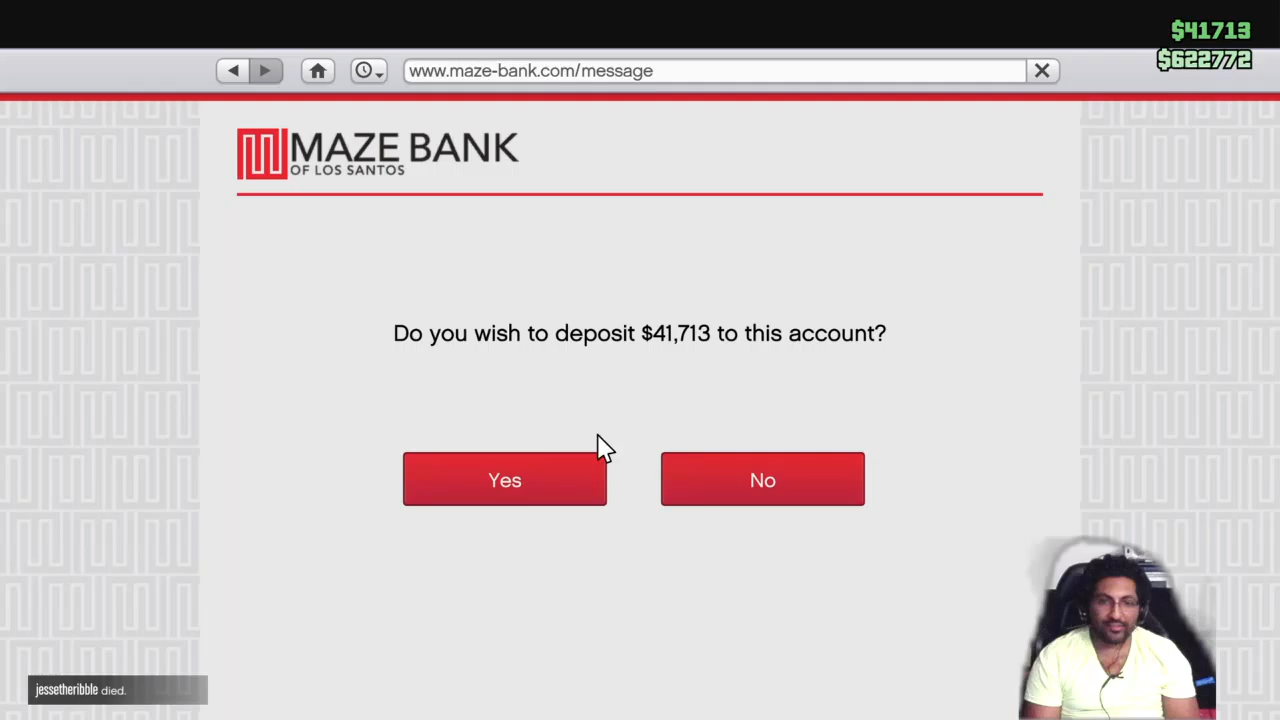 $41713
$622772
www.maze-bank.com/message
MAZE BANK
OF LOS SANTOS
Do you wish to deposit $41,713 to this account?
Yes
No
jessetheribble died.